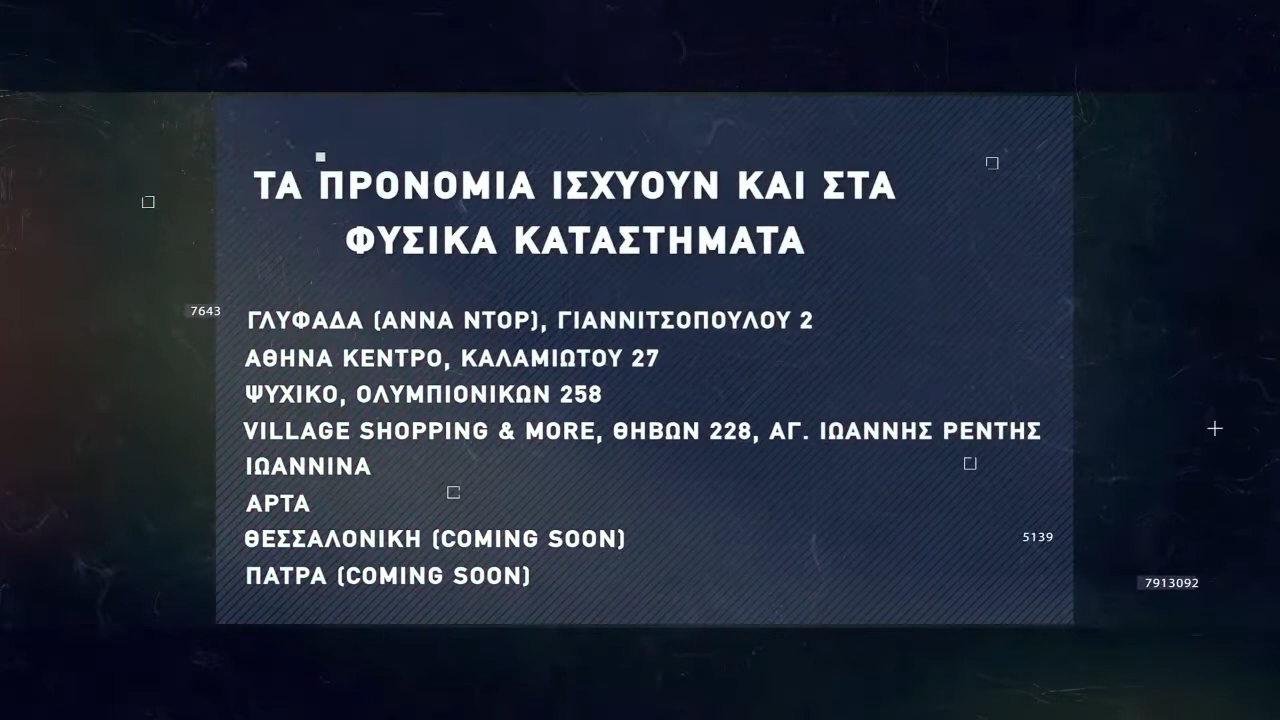 ΤΑ ΠΡΟΝΟΜΙΑ ΙΣΧΥΟΥΝ ΚΑΙ ΣΤΑ
ΦΥΣΙΚΑ ΚΑΤΑΣΤΗΜΑΤΑ
7643
ΓΛΥΦΑΔΑ (ΑΝΝΑ ΝΤΟΡ), ΓΙΑΝΝΙΤΣΟΠΟΥΛΟΥ 2
ΑΘΗΝΑ ΚΕΝΤΡΟ, ΚΑΛΑΜΙΩΤΟΥ 27
ΨΥΧΙΚΟ, ΟΛΥΜΠΙΟΝΙΚΩΝ 258
VILLAGE SHOPPING & MORE, ΘΗΒΩΝ 228, ΑΓ. ΙΩΑΝΝΗΣ ΡΕΝΤΗΣ
ΙΩΑΝΝΙΝΑ
ΑΡΤΑ
ΘΕΣΣΑΛΟΝΙΚΗ (COMING SOON)
5139
ΠΑΤΡΑ (COMING SOON)
7913092